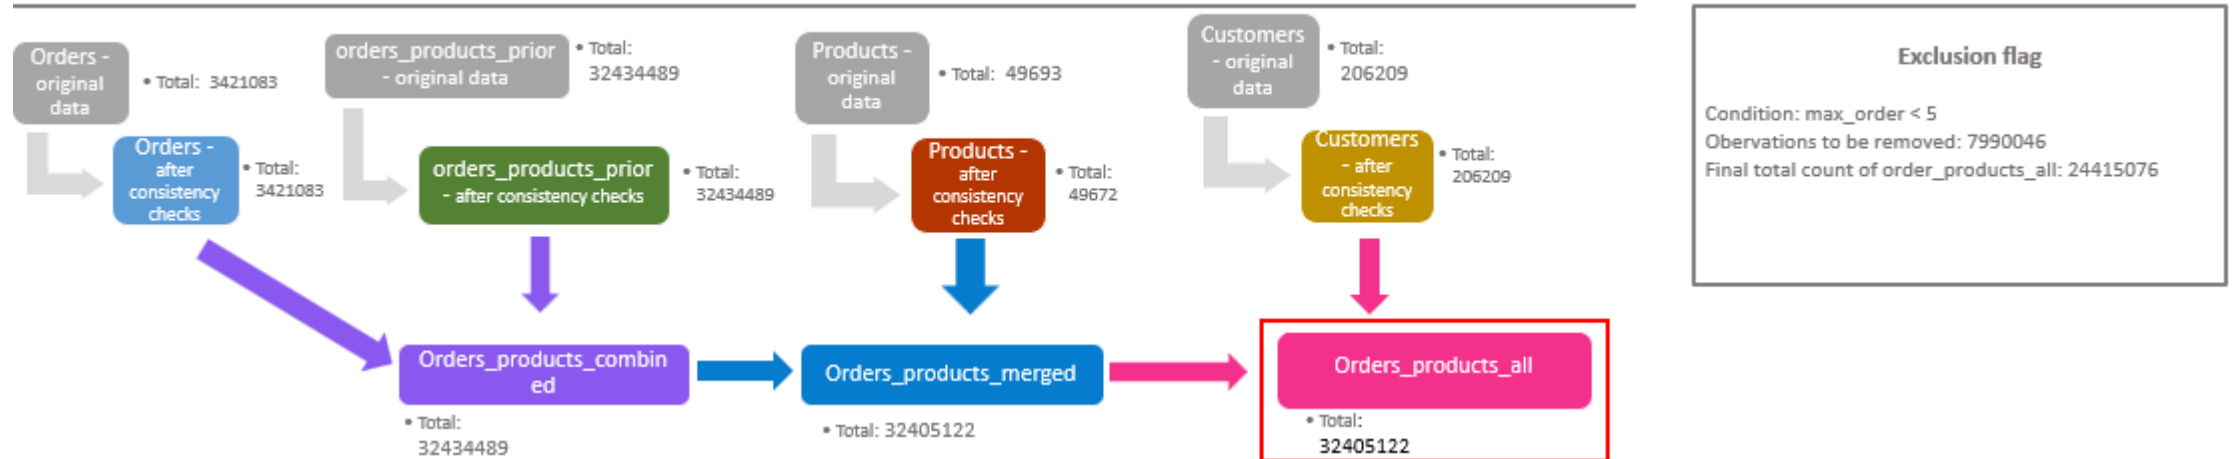 Orders -
original
data
• Total: 3421083
orders_products_prior
- original data
• Total:
32434489
Products -
original
data
• Total: 49693
Customers
- original
data
• Total:
206209
Orders -
after
consistency
checks
• Total:
3421083
orders_products_prior
- after consistency checks
• Total:
32434489
Products -
after
consistency
checks
• Total:
49672
Customers
- after
consistency
checks
• Total:
206209
Orders_products_combin
ed
• Total:
32434489
Orders_products_merged
• Total: 32405122
Orders_products_all
• Total:
32405122
Exclusion flag
Condition: max_order < 5
Obervations to be removed: 7990046
Final total count of order_products_all: 24415076